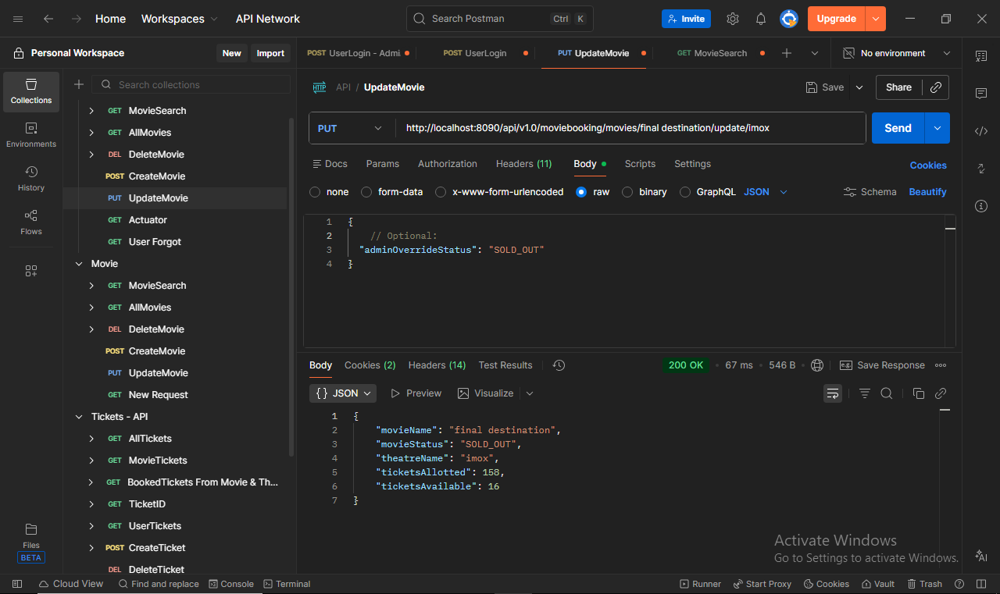 Home Workspaces API Network Search Postman Ctrl K Invite Upgrade
Personal Workspace New Import POST UserLogin - Admi POST UserLogin PUT UpdateMovie GET MovieSearch No environment
Collections
Environments
History
Flows
Files
BETA
Search collections
GET MovieSearch
GET AllMovies
DEL DeleteMovie
POST CreateMovie
PUT UpdateMovie
GET Actuator
GET User Forgot
Movie
GET MovieSearch
GET AllMovies
DEL DeleteMovie
POST CreateMovie
PUT UpdateMovie
GET New Request
Tickets - API
GET AllTickets
GET MovieTickets
GET BookedTickets From Movie & Th...
GET TicketID
GET UserTickets
POST CreateTicket
DEL DeleteTicket
HTTP API / UpdateMovie Save Share
PUT http://localhost:8090/api/v1.0/moviebooking/movies/final destination/update/imox Send
Docs Params Authorization Headers (11) Body Scripts Settings Cookies
none form-data x-www-form-urlencoded raw binary GraphQL JSON Schema Beautify
1 {
2 // Optional:
3 "adminOverrideStatus": "SOLD_OUT"
4 }
Body Cookies (2) Headers (14) Test Results 200 OK • 67 ms • 546 B • e.g. Save Response
{} JSON Preview Visualize
1 {
2 "movieName": "final destination",
3 "movieStatus": "SOLD_OUT",
4 "theatreName": "imox",
5 "ticketsAllotted": 158,
6 "ticketsAvailable": 16
7 }
Activate Windows
Go to Settings to activate Windows.
Cloud View Find and replace Console Terminal Runner Start Proxy Cookies Vault Trash